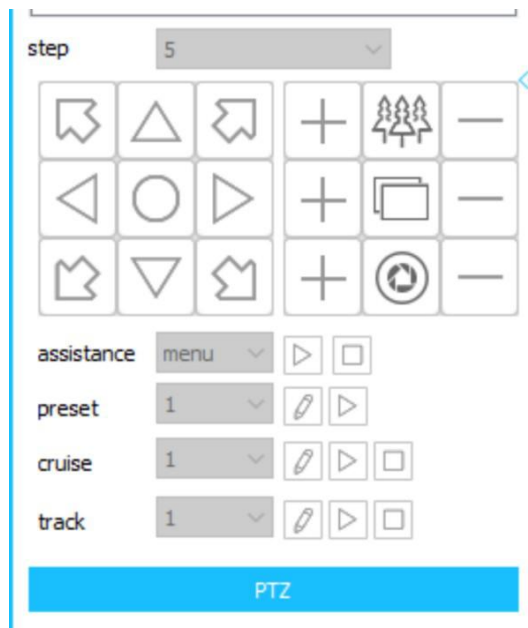 step 5
assistance menu
preset 1
cruise 1
track 1
PTZ